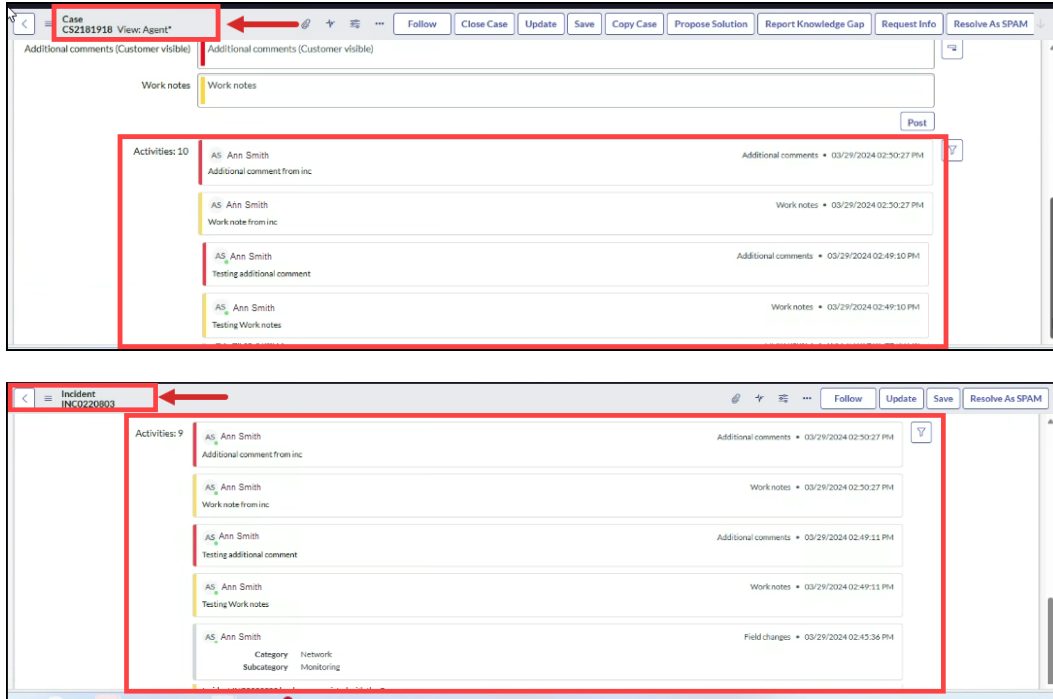 Case
CS2181918 View: Agent*
Follow Close Case Update Save Copy Case Propose Solution Report Knowledge Gap Request Info Resolve As SPAM
Additional comments (Customer visible) Additional comments (Customer visible)
Work notes Work notes
Post
Activities: 10 AS Ann Smith Additional comments • 03/29/2024 02:50:27 PM
Additional comment from inc
AS Ann Smith Work notes • 03/29/2024 02:50:27 PM
Work note from inc
AS Ann Smith Additional comments • 03/29/2024 02:49:10 PM
Testing additional comment
AS Ann Smith Work notes • 03/29/2024 02:49:10 PM
Testing Work notes
Incident
INC0220803
Follow Update Save Resolve As SPAM
Activities: 9 AS Ann Smith Additional comments • 03/29/2024 02:50:27 PM
Additional comment from inc
AS Ann Smith Work notes • 03/29/2024 02:50:27 PM
Work note from inc
AS Ann Smith Additional comments • 03/29/2024 02:49:11 PM
Testing additional comment
AS Ann Smith Work notes • 03/29/2024 02:49:11 PM
Testing Work notes
AS Ann Smith Field changes • 03/29/2024 02:45:36 PM
Category Network
Subcategory Monitoring